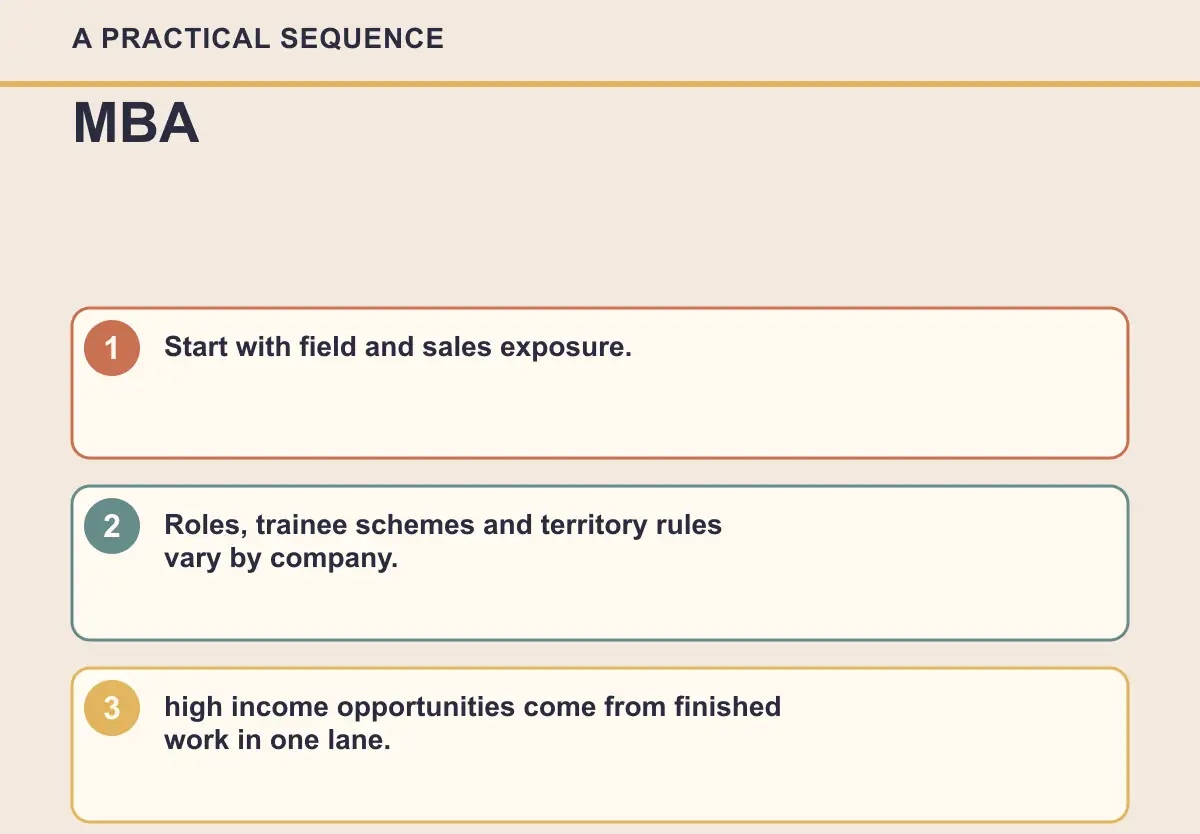 A PRACTICAL SEQUENCE
MBA
1
Start with field and sales exposure.
2
Roles, trainee schemes and territory rules
vary by company.
3
high income opportunities come from finished
work in one lane.